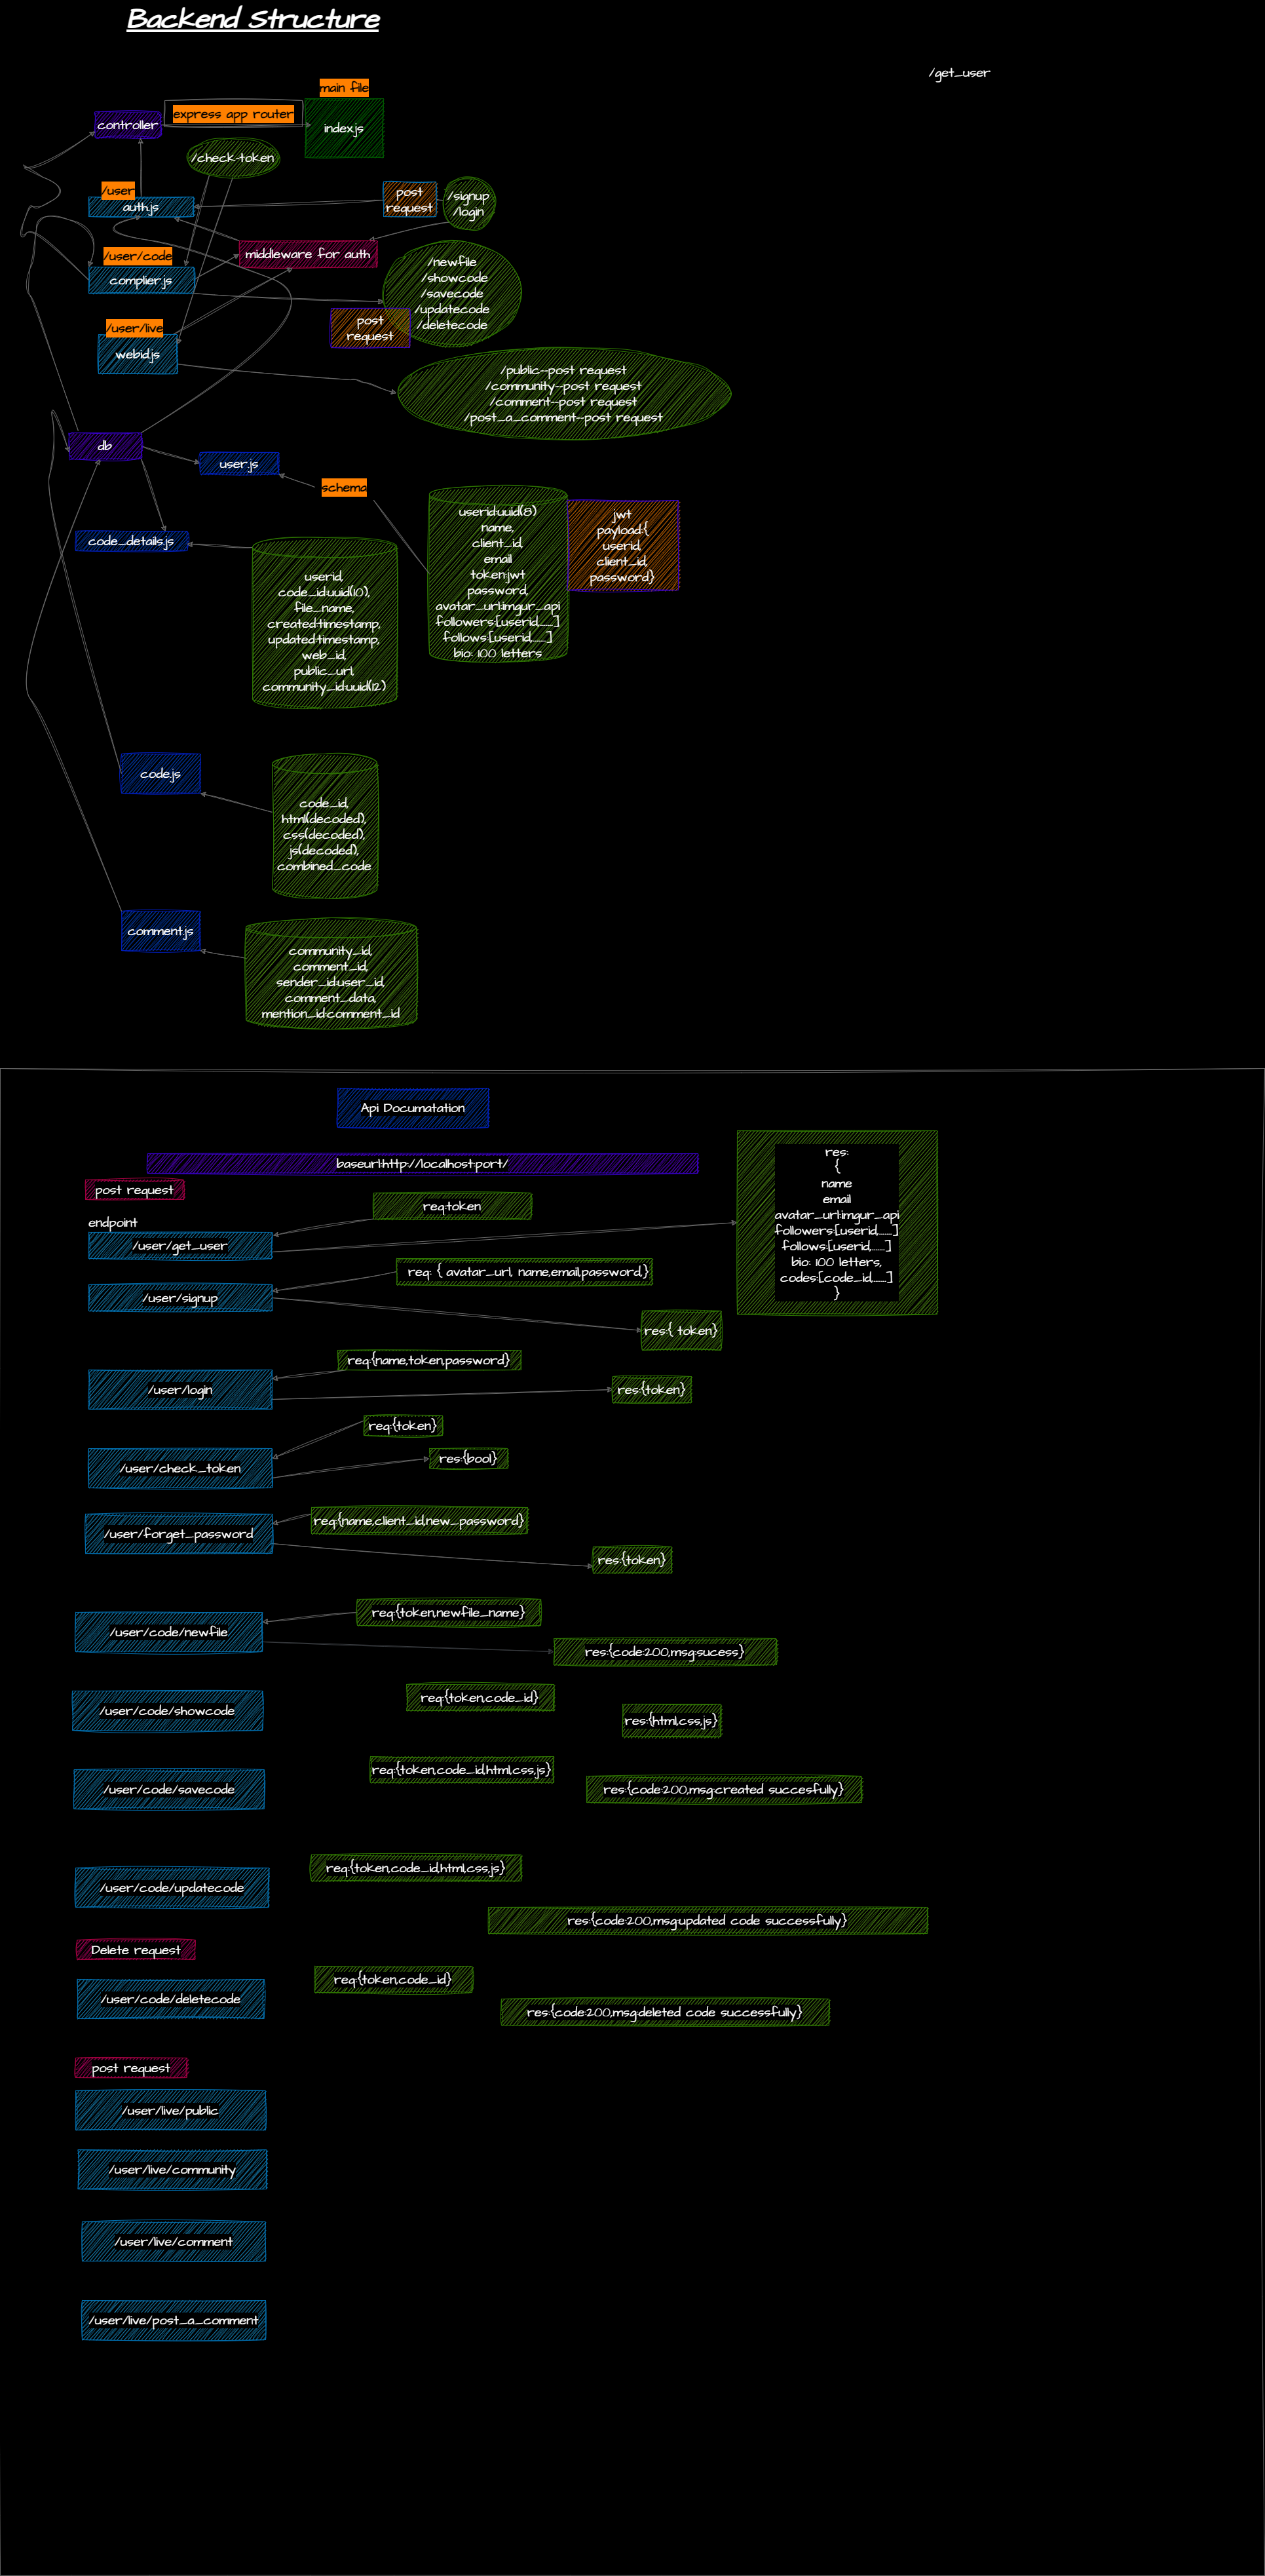 Backend Structure
/get_user
main file
express app router
controller
index.js
/check-token
/user
auth.js
post
request
/signup
/login
middleware for auth
/user/code
complier.js
/newfile
/showcode
/savecode
/updatecode
/deletecode
post
request
/user/live
webid.js
/public--post request
/community--post request
/comment--post request
/post_a_comment--post request
db
user.js
schema
userid:uuid(8)
name,
client_id,
email
token:jwt
password,
avatar_url:imgur_api
followers:[userid,......]
follows:[userid,......]
bio: 100 letters
jwt
payload:{
userid,
client_id,
password}
code_details.js
userid,
code_id:uuid(10),
file_name,
created:timestamp,
updated:timestamp,
web_id,
public_url,
community_id:uuid(12)
code.js
code_id,
html(decoded),
css(decoded),
js(decoded),
combined_code
comment.js
community_id,
comment_id,
sender_id:user_id,
comment_data,
mention_id:comment_id
Api Documatation
baseurl:http://localhost:port/
post request
endpoint
req:token
/user/get_user
res:
{
name
email
avatar_url:imgur_api
followers:[userid,......]
follows:[userid,......]
bio: 100 letters,
codes:[code_id,......]
}
req: { avatar_url, name,email,password,}
/user/signup
res:{ token}
req:{name,token,password}
/user/login
res:{token}
req:{token}
/user/check_token
res:{bool}
req:{name,client_id,new_password}
/user/forget_password
res:{token}
req:{token,newfile_name}
/user/code/newfile
res:{code:200,msg:sucess}
req:{token,code_id}
/user/code/showcode
res:{html,css,js}
req:{token,code_id,html,css,js}
/user/code/savecode
res:{code:200,msg:created succesfully}
req:{token,code_id,html,css,js}
/user/code/updatecode
res:{code:200,msg:updated code successfully}
Delete request
req:{token,code_id}
/user/code/deletecode
res:{code:200,msg:deleted code successfully}
post request
/user/live/public
/user/live/community
/user/live/comment
/user/live/post_a_comment